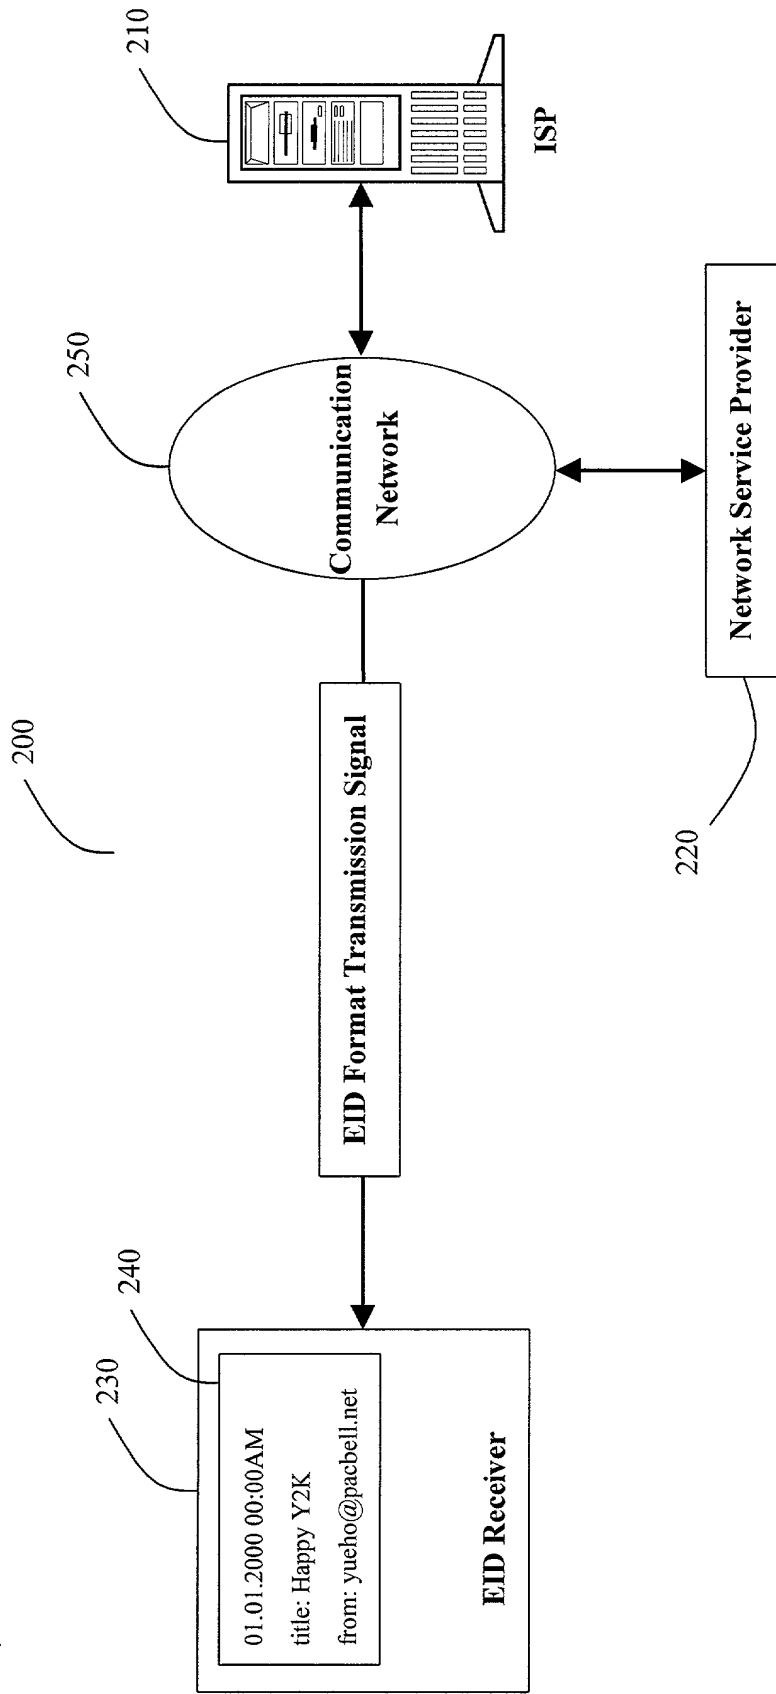 200
230
240
01.01.2000 00:00AM
title: Happy Y2K
from: yueho@pacbell.net
EID Receiver
EID Format Transmission Signal
250
Communication
Network
210
ISP
220
Network Service Provider